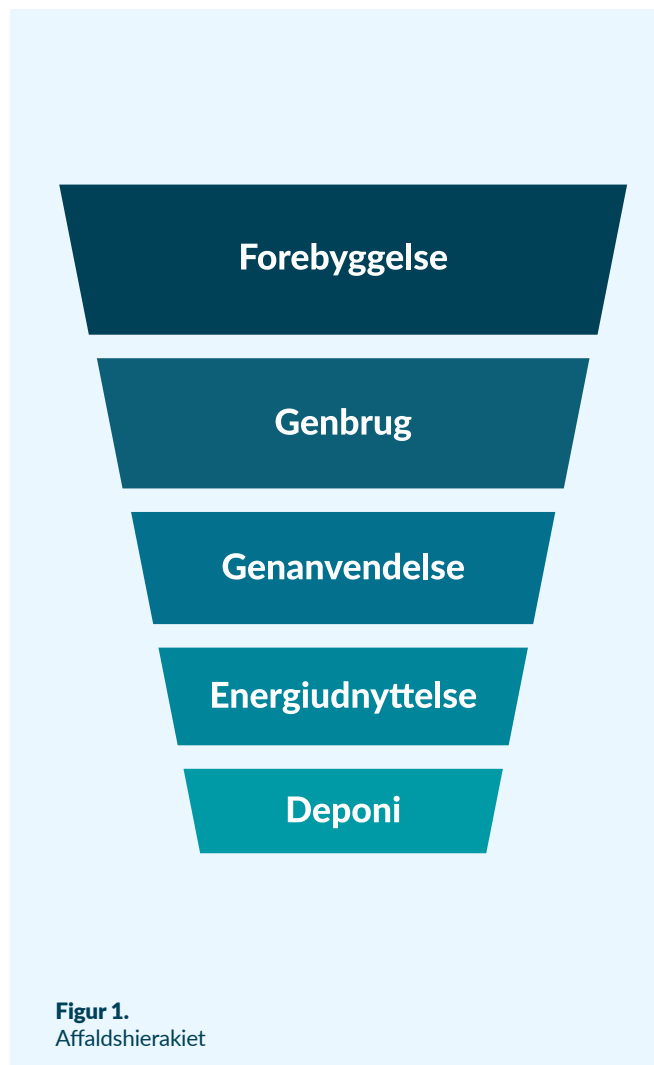 Forebyggelse
Genbrug
Genanvendelse
Energiudnyttelse
Deponi
Figur 1.
Affaldshierakiet